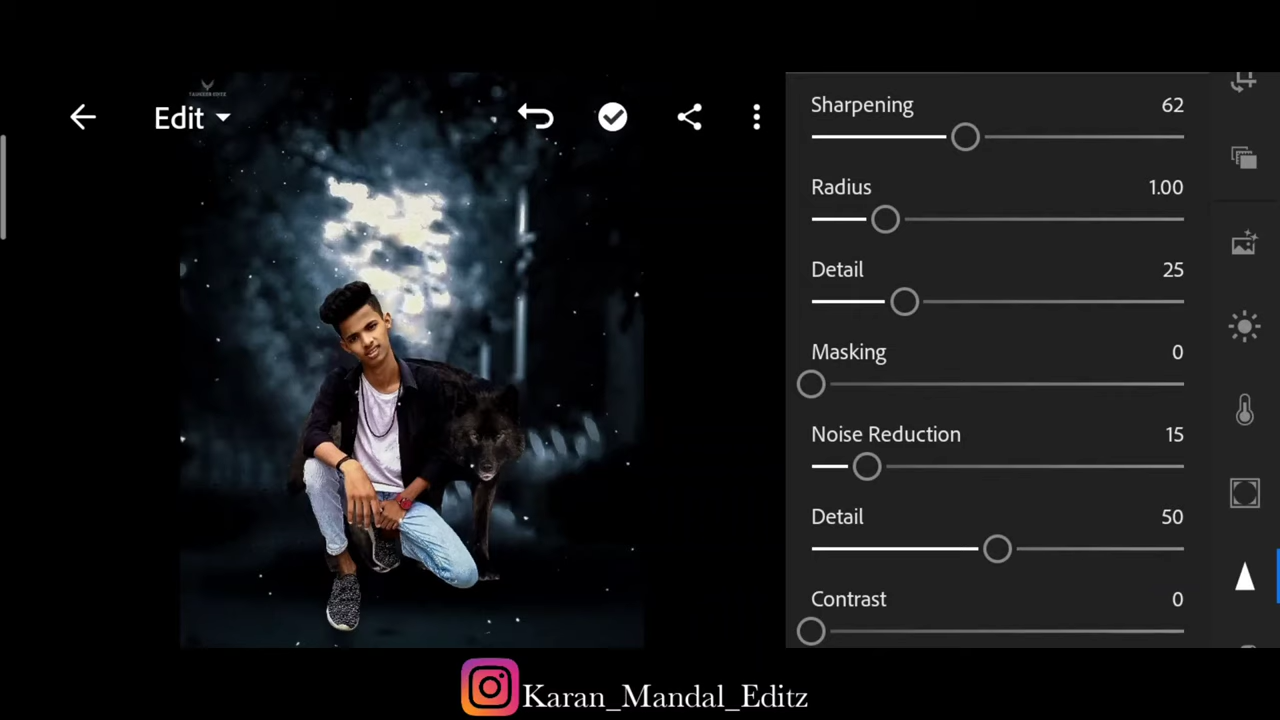 Edit
Sharpening 62
Radius 1.00
Detail 25
Masking 0
Noise Reduction 15
Detail 50
Contrast 0
Karan_Mandal_Editz